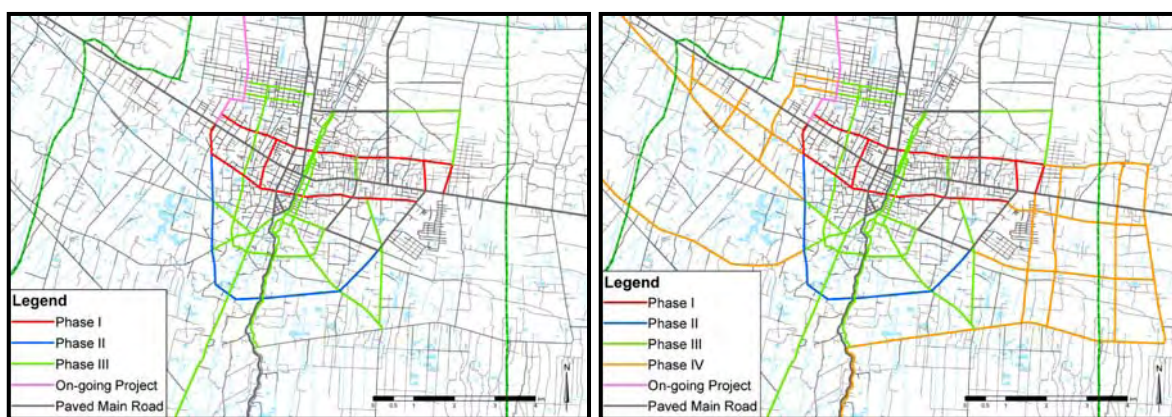 Legend
Phase I
Phase II
Phase III
On-going Project
Paved Main Road
N
Legend
Phase I
Phase II
Phase III
Phase IV
On-going Project
Paved Main Road
N